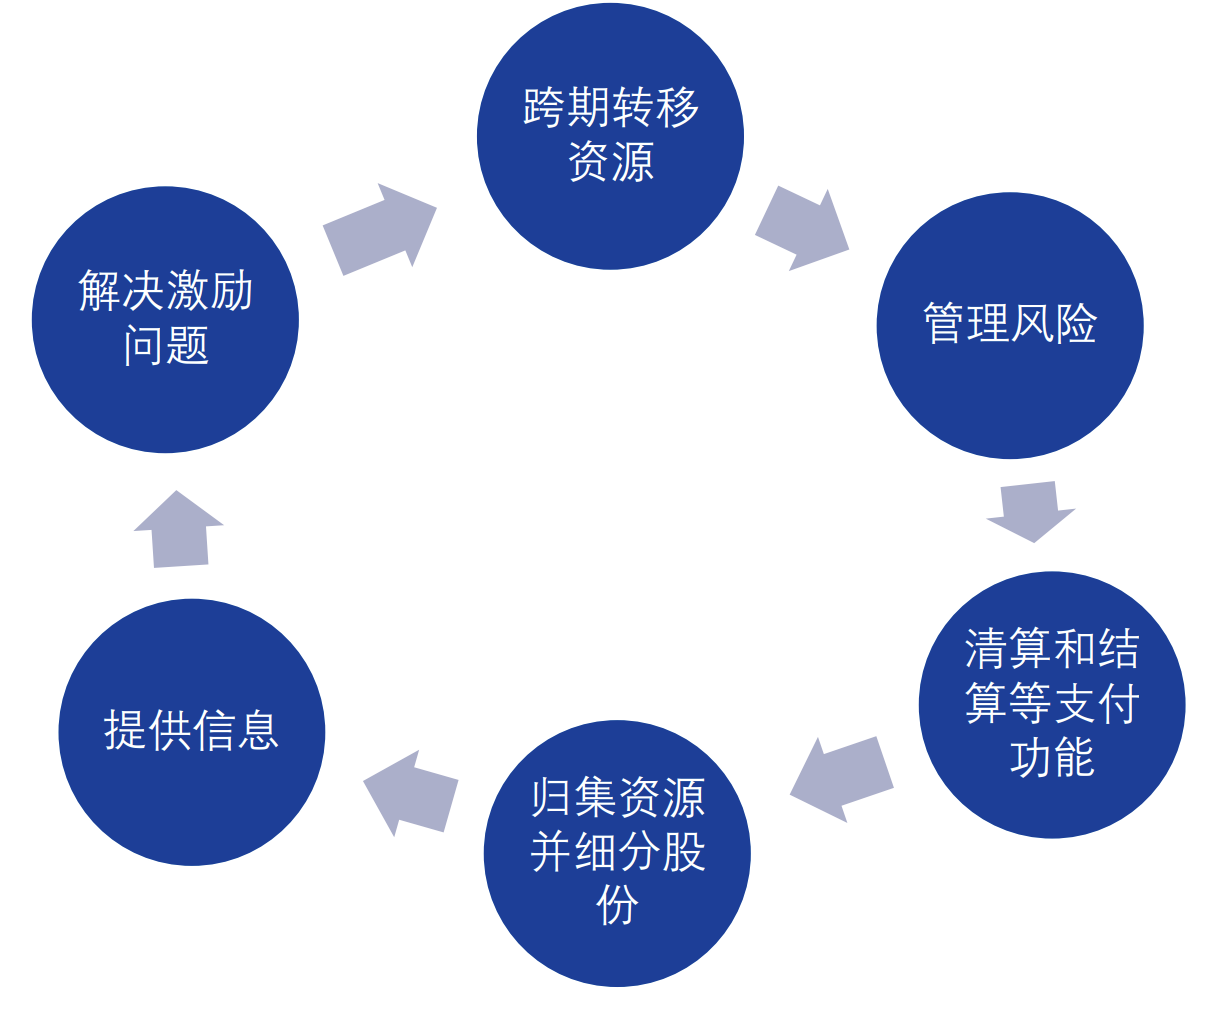 跨期转移
资源
管理风险
清算和结
算等支付
功能
归集资源
并细分股
份
提供信息
解决激励
问题